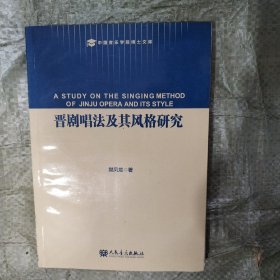 中国音乐学院博士文库
A STUDY ON THE SINGING METHOD
OF JINJU OPERA AND ITS STYLE
晋剧唱法及其风格研究
著
人民音乐出版社